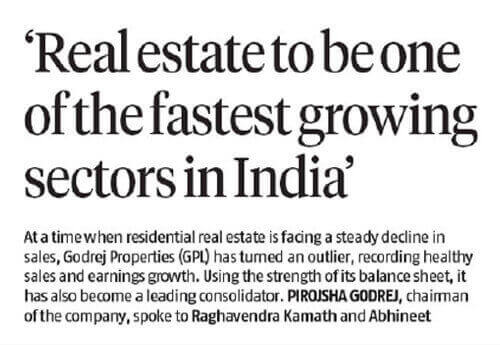 ‘Real estate to be one
of the fastest growing
sectors in India’
At a time when residential real estate is facing a steady decline in
sales, Godrej Properties (GPL) has turned an outlier, recording healthy
sales and earnings growth. Using the strength of its balance sheet, it
has also become a leading consolidator. PIROJSHA GODREJ, chairman
of the company, spoke to Raghavendra Kamath and Abhineet